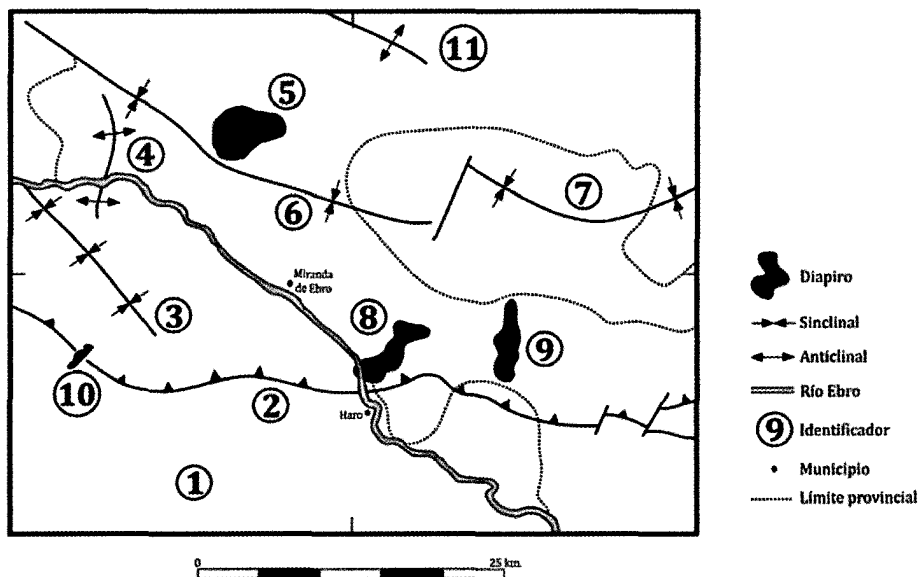 11
5
4
7
6
Miranda
de Ebro
3
8
9
10
2
Haro
1
Diapiro
Sinclinal
Anticlinal
Río Ebro
9 Identificador
Municipio
Límite provincial
0 25 km.